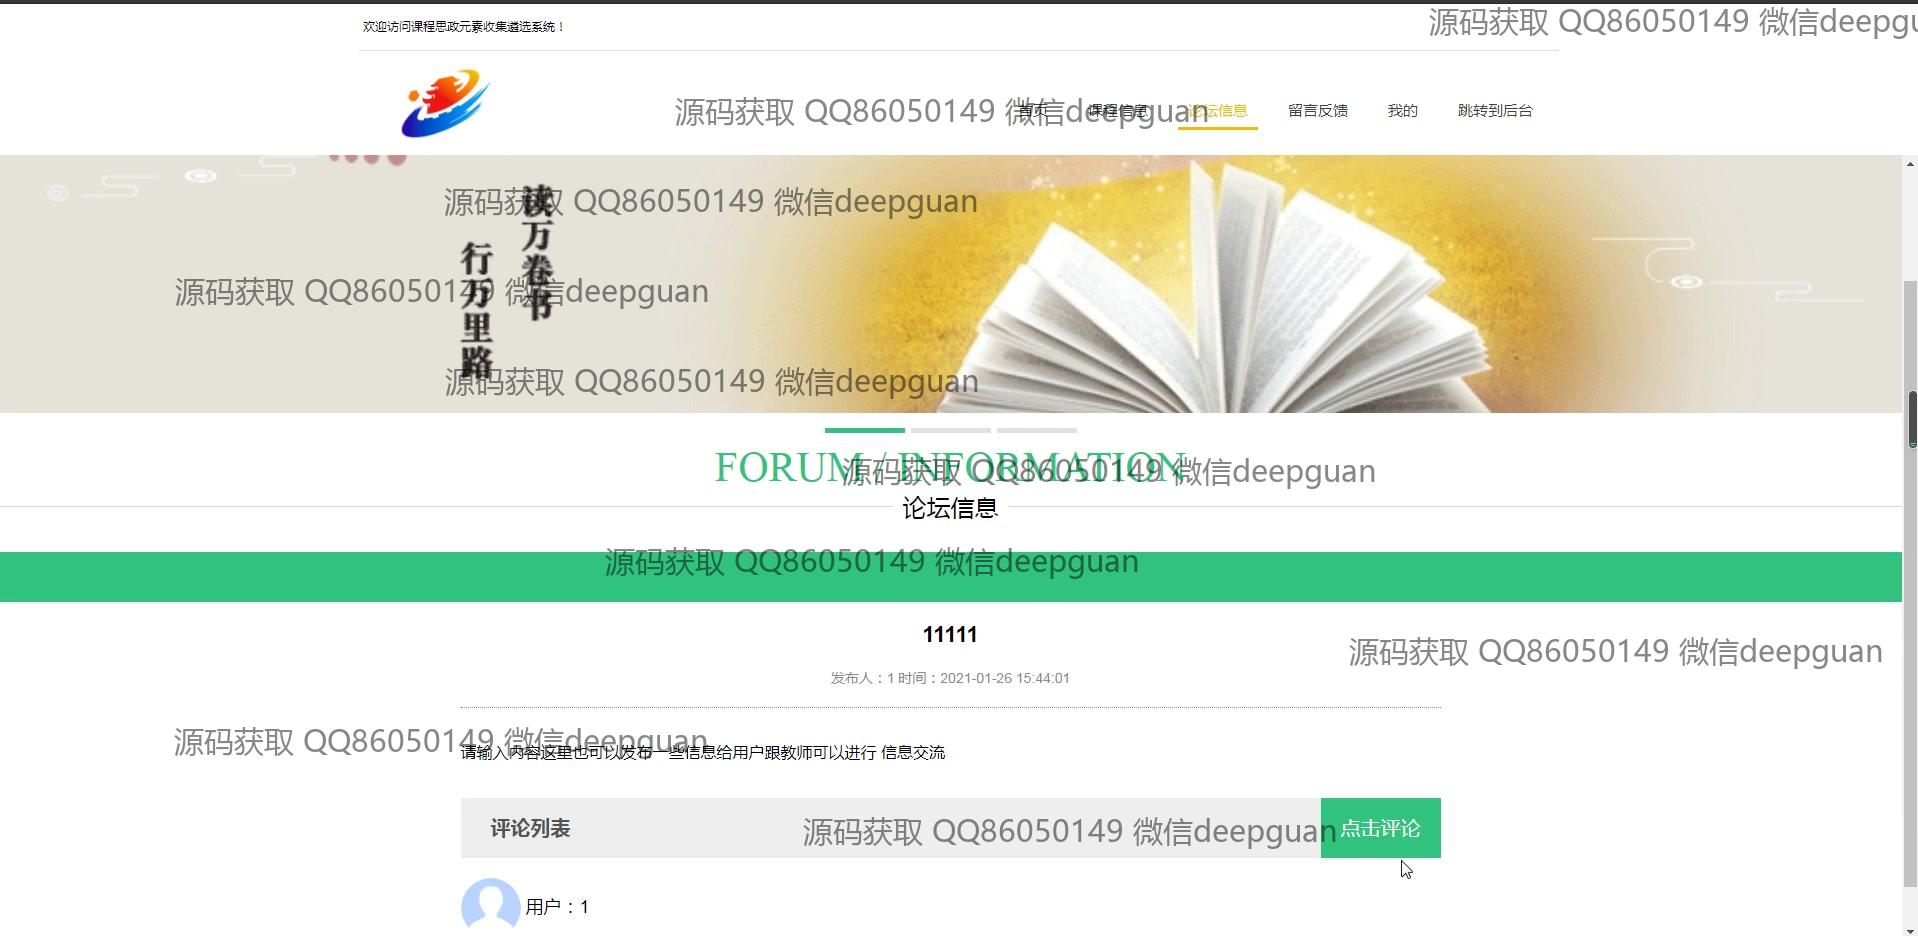 欢迎访问课程思政元素收集遴选系统！
源码获取 QQ86050149 微信deepgu
首页 课程信息 论坛信息 留言反馈 我的 跳转到后台
源码获取 QQ86050149 微信deepguan
源码获取 QQ86050149 微信deepguan
读万卷书
行万里路
源码获取 QQ86050149 微信deepguan
源码获取 QQ86050149 微信deepguan
FORUM / INFORMATION
源码获取 QQ86050149 微信deepguan
论坛信息
源码获取 QQ86050149 微信deepguan
11111
源码获取 QQ86050149 微信deepguan
发布人：1 时间：2021-01-26 15:44:01
源码获取 QQ86050149 微信deepguan
请输入内容这里也可以发布一些信息给用户跟教师可以进行 信息交流
评论列表
源码获取 QQ86050149 微信deepguan
点击评论
用户：1